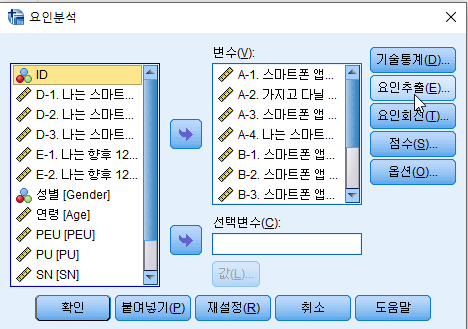 요인분석
변수(V):
ID
D-1. 나는 스마트...
D-2. 나는 스마트...
D-3. 나는 스마트...
E-1. 나는 향후 12...
E-2. 나는 향후 12...
성별 [Gender]
연령 [Age]
PEU [PEU]
PU [PU]
SN [SN]
A-1. 스마트폰 앱...
A-2. 가지고 다닐 ...
A-3. 스마트폰 앱...
A-4. 나는 스마트...
B-1. 스마트폰 앱...
B-2. 스마트폰 앱...
B-3. 스마트폰 앱...
선택변수(C):
값(L)...
기술통계(D)...
요인추출(E)...
요인회전(T)...
점수(S)...
옵션(O)...
확인
붙여넣기(P)
재설정(R)
취소
도움말